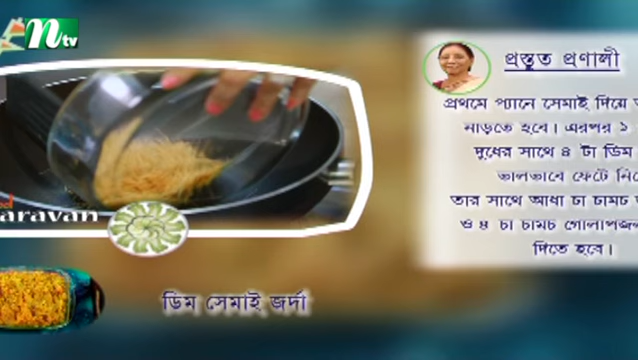 ntv
প্রস্তুত প্রণালী
প্রথমে প্যানে সেমাই দিয়ে
নাড়তে হবে। এরপর ১
দুধের সাথে ৪ টা ডিম
ভালভাবে ফেটে
তার সাথে আধা চা চামচ
ও ৪ চা চামচ গোলাপজল
দিতে হবে।
aravan
ডিম সেমাই জর্দা